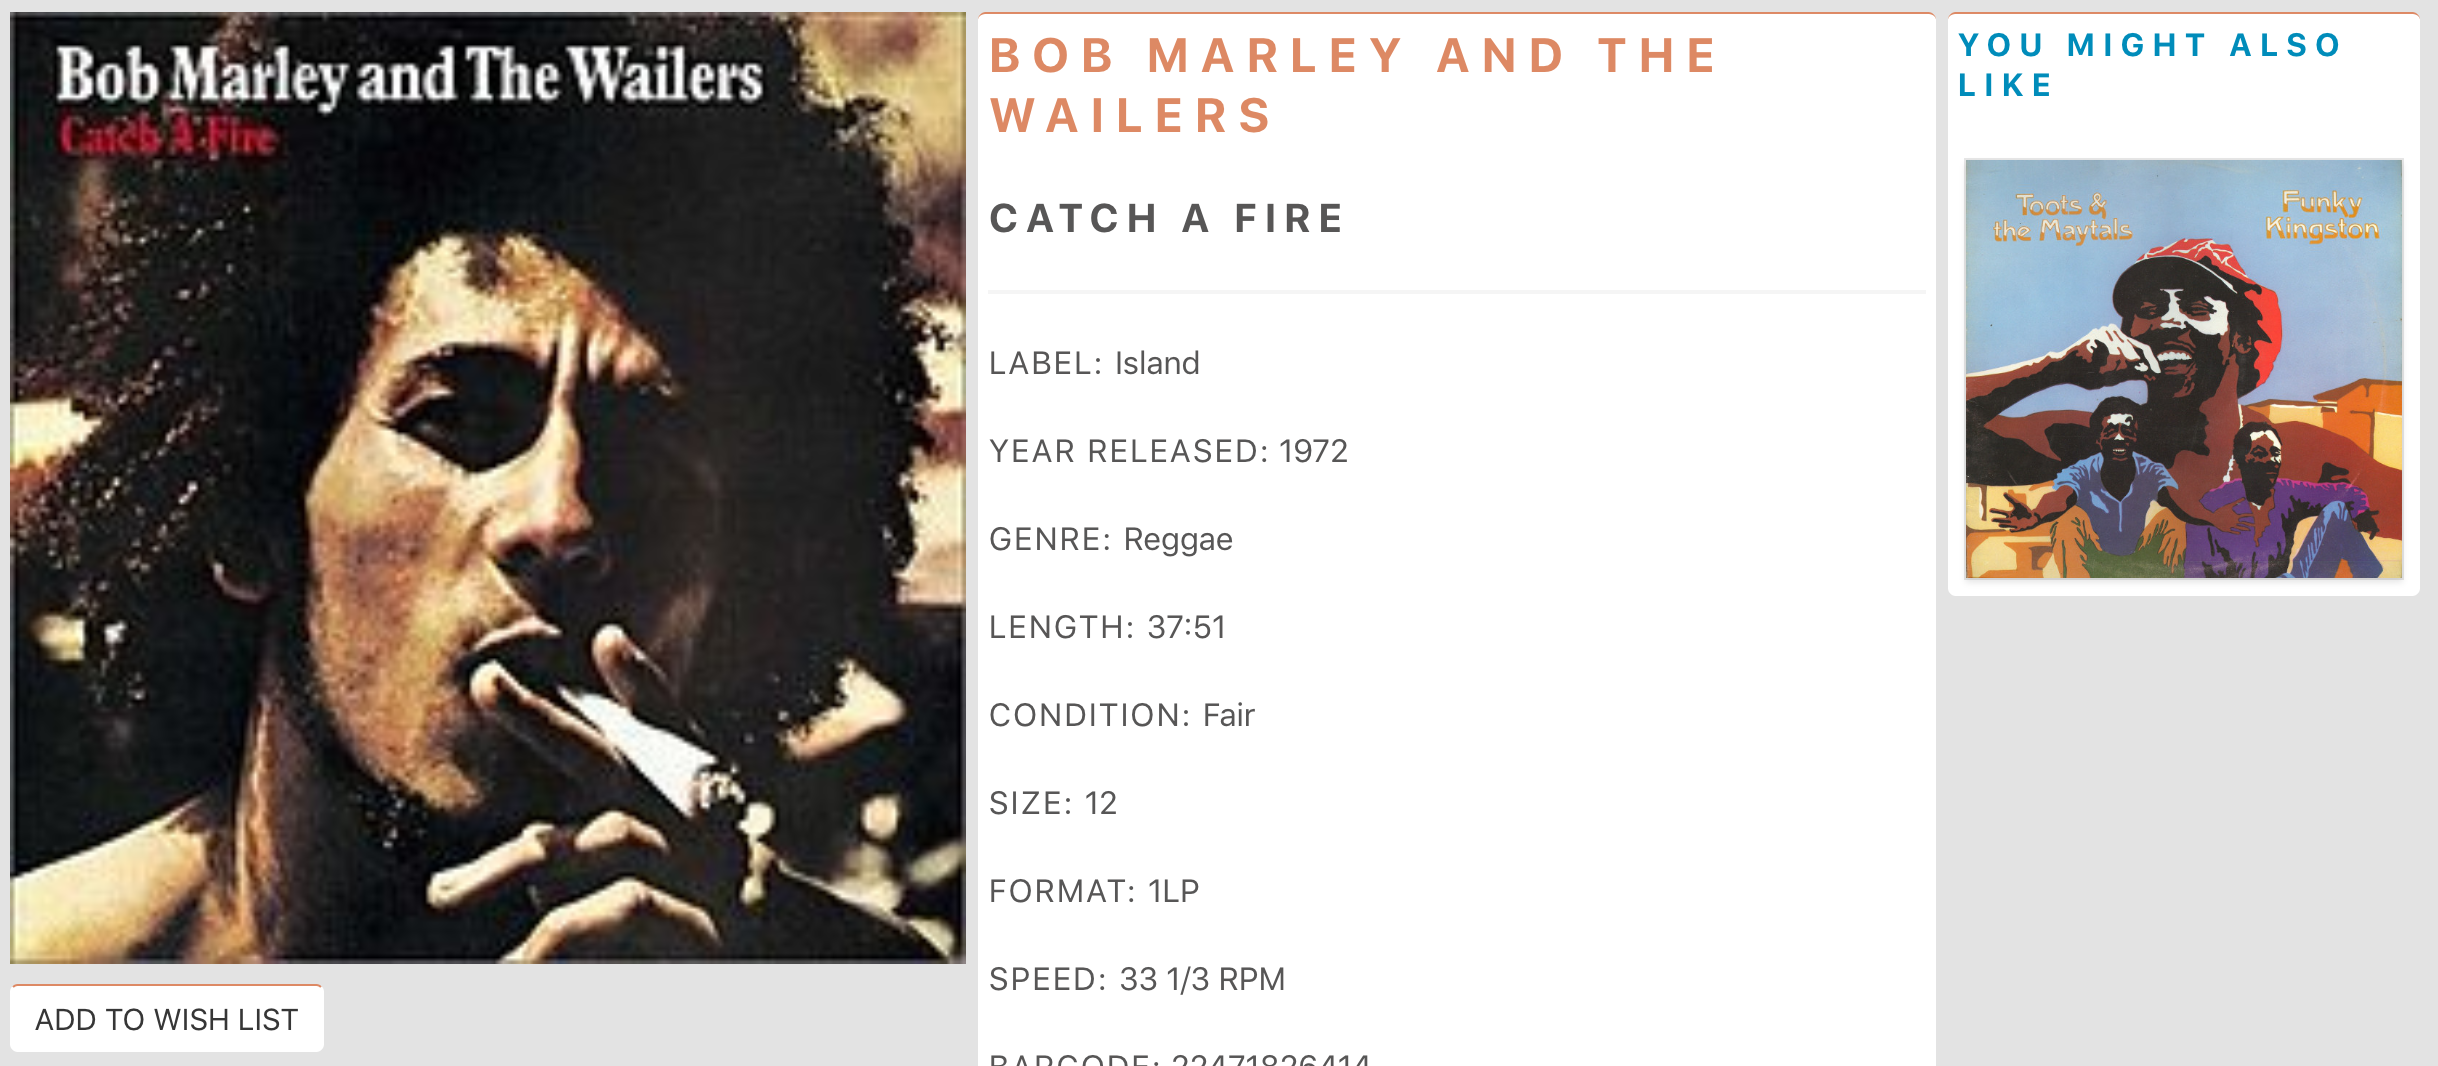 Bob Marley and The Wailers
Catch A Fire
ADD TO WISH LIST
BOB MARLEY AND THE
WAILERS
CATCH A FIRE
LABEL: Island
YEAR RELEASED: 1972
GENRE: Reggae
LENGTH: 37:51
CONDITION: Fair
SIZE: 12
FORMAT: 1LP
SPEED: 33 1/3 RPM
BARCODE: 22471826414
YOU MIGHT ALSO
LIKE
Toots &
the Maytals
Funky
Kingston